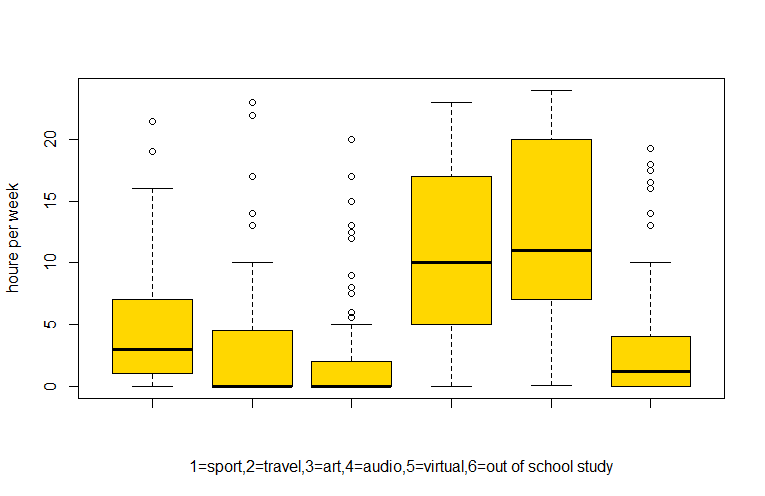 houre per week
20
15
10
5
0
1=sport,2=travel,3=art,4=audio,5=virtual,6=out of school study